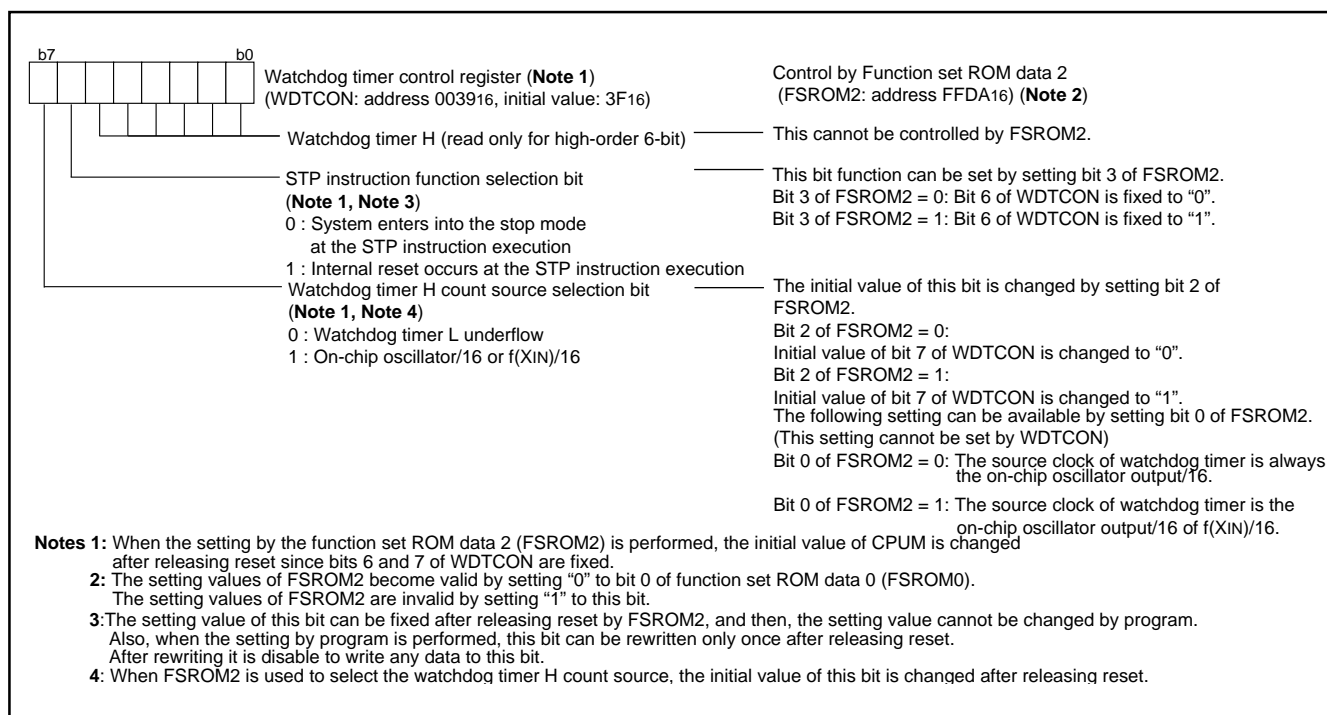 b7 b0
Watchdog timer control register (Note 1)
(WDTCON: address 003916, initial value: 3F16)
Control by Function set ROM data 2
(FSROM2: address FFDA16) (Note 2)
Watchdog timer H (read only for high-order 6-bit)
This cannot be controlled by FSROM2.
STP instruction function selection bit
(Note 1, Note 3)
0 : System enters into the stop mode
at the STP instruction execution
1 : Internal reset occurs at the STP instruction execution
This bit function can be set by setting bit 3 of FSROM2.
Bit 3 of FSROM2 = 0: Bit 6 of WDTCON is fixed to “0”.
Bit 3 of FSROM2 = 1: Bit 6 of WDTCON is fixed to “1”.
Watchdog timer H count source selection bit
(Note 1, Note 4)
0 : Watchdog timer L underflow
1 : On-chip oscillator/16 or f(XIN)/16
The initial value of this bit is changed by setting bit 2 of
FSROM2.
Bit 2 of FSROM2 = 0:
Initial value of bit 7 of WDTCON is changed to “0”.
Bit 2 of FSROM2 = 1:
Initial value of bit 7 of WDTCON is changed to “1”.
The following setting can be available by setting bit 0 of FSROM2.
(This setting cannot be set by WDTCON)
Bit 0 of FSROM2 = 0: The source clock of watchdog timer is always
the on-chip oscillator output/16.
Bit 0 of FSROM2 = 1: The source clock of watchdog timer is the
on-chip oscillator output/16 of f(XIN)/16.
Notes 1: When the setting by the function set ROM data 2 (FSROM2) is performed, the initial value of CPUM is changed
after releasing reset since bits 6 and 7 of WDTCON are fixed.
2: The setting values of FSROM2 become valid by setting “0” to bit 0 of function set ROM data 0 (FSROM0).
The setting values of FSROM2 are invalid by setting “1” to this bit.
3:The setting value of this bit can be fixed after releasing reset by FSROM2, and then, the setting value cannot be changed by program.
Also, when the setting by program is performed, this bit can be rewritten only once after releasing reset.
After rewriting it is disable to write any data to this bit.
4: When FSROM2 is used to select the watchdog timer H count source, the initial value of this bit is changed after releasing reset.